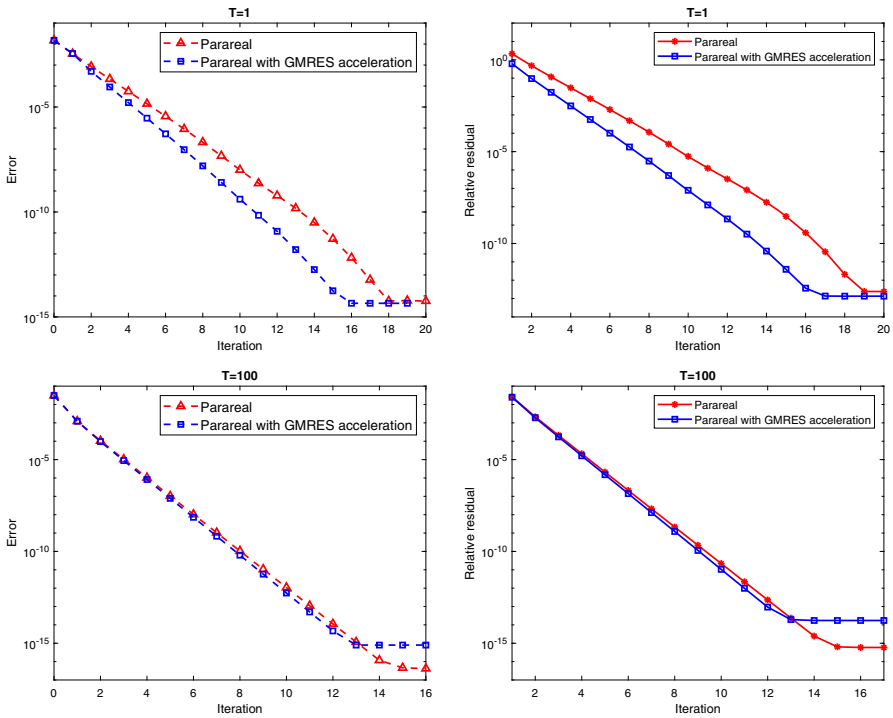 T=1
Parareal
Parareal with GMRES acceleration
10^-5
10^-10
10^-15
Error
0 2 4 6 8 10 12 14 16 18 20
Iteration
T=1
Parareal
Parareal with GMRES acceleration
10^0
10^-5
10^-10
Relative residual
2 4 6 8 10 12 14 16 18 20
Iteration
T=100
Parareal
Parareal with GMRES acceleration
10^-5
10^-10
10^-15
Error
0 2 4 6 8 10 12 14 16
Iteration
T=100
Parareal
Parareal with GMRES acceleration
10^-5
10^-10
10^-15
Relative residual
2 4 6 8 10 12 14 16
Iteration